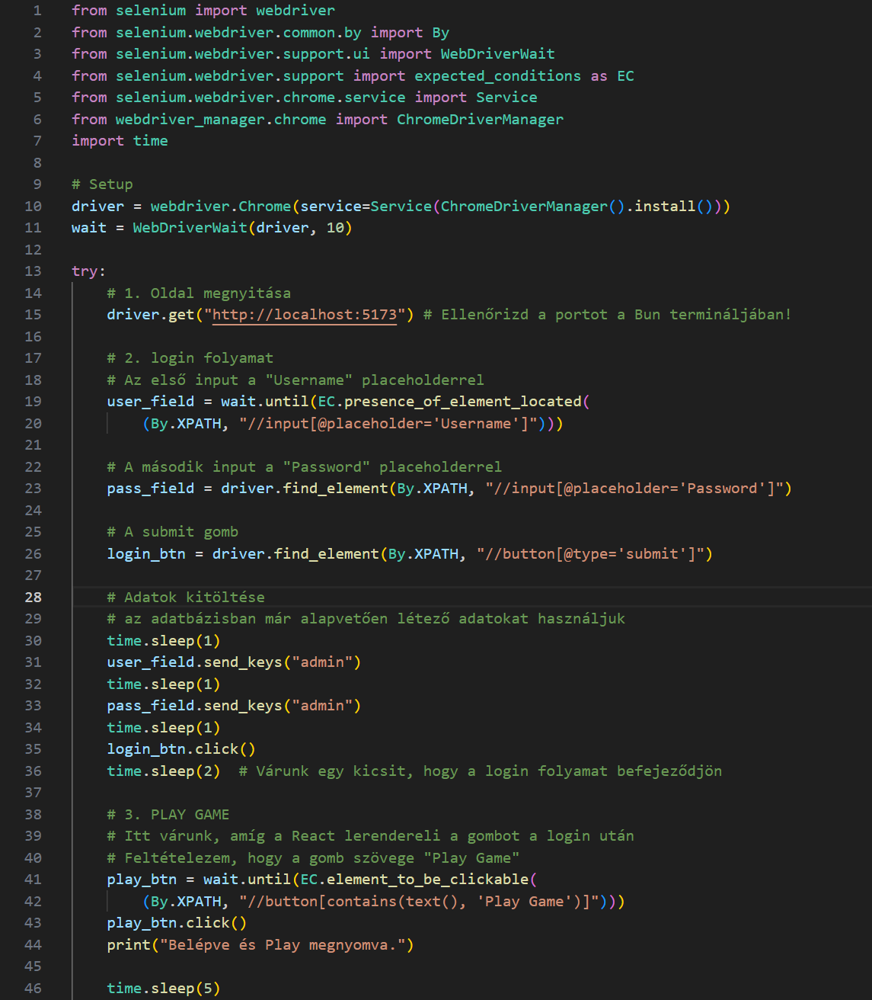 1 from selenium import webdriver
2 from selenium.webdriver.common.by import By
3 from selenium.webdriver.support.ui import WebDriverWait
4 from selenium.webdriver.support import expected_conditions as EC
5 from selenium.webdriver.chrome.service import Service
6 from webdriver_manager.chrome import ChromeDriverManager
7 import time
8
9 # Setup
10 driver = webdriver.Chrome(service=Service(ChromeDriverManager().install()))
11 wait = WebDriverWait(driver, 10)
12
13 try:
14     # 1. Oldal megnyitása
15     driver.get("http://localhost:5173") # Ellenőrizd a portot a Bun termináljában!
16
17     # 2. login folyamat
18     # Az első input a "Username" placeholderrel
19     user_field = wait.until(EC.presence_of_element_located(
20         (By.XPATH, "//input[@placeholder='Username']")))
21
22     # A második input a "Password" placeholderrel
23     pass_field = driver.find_element(By.XPATH, "//input[@placeholder='Password']")
24
25     # A submit gomb
26     login_btn = driver.find_element(By.XPATH, "//button[@type='submit']")
27
28     # Adatok kitöltése
29     # az adatbázisban már alapvetően létező adatokat használjuk
30     time.sleep(1)
31     user_field.send_keys("admin")
32     time.sleep(1)
33     pass_field.send_keys("admin")
34     time.sleep(1)
35     login_btn.click()
36     time.sleep(2)  # Várunk egy kicsit, hogy a login folyamat befejeződjön
37
38     # 3. PLAY GAME
39     # Itt várunk, amíg a React lerendereli a gombot a login után
40     # Feltételezem, hogy a gomb szövege "Play Game"
41     play_btn = wait.until(EC.element_to_be_clickable(
42         (By.XPATH, "//button[contains(text(), 'Play Game')]")))
43     play_btn.click()
44     print("Belépve és Play megnyomva.")
45
46     time.sleep(5)